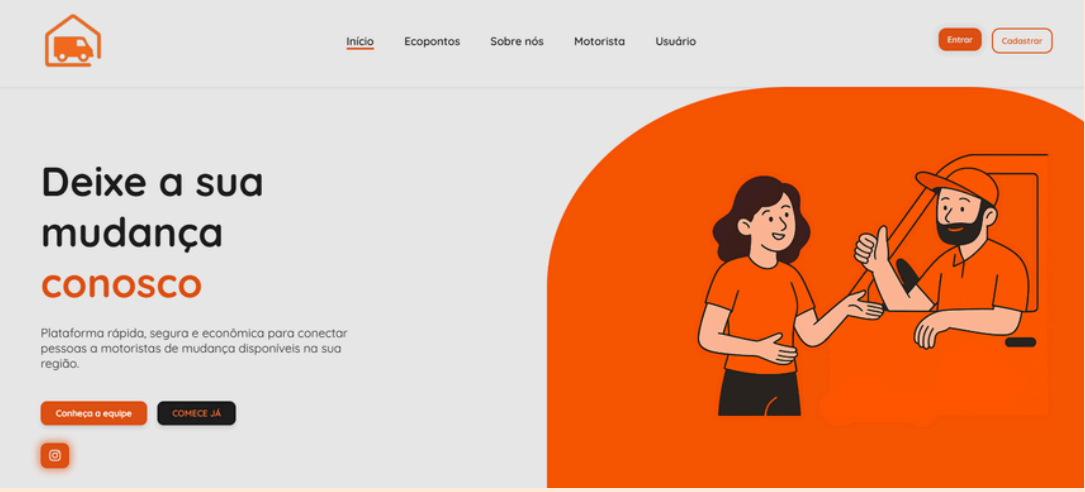 Início
Ecopontos
Sobre nós
Motorista
Usuário
Entrar
Cadastrar
Deixe a sua
mudança
conosco
Plataforma rápida, segura e econômica para conectar
pessoas a motoristas de mudança disponíveis na sua
região.
Conheça a equipe
COMECE JÁ